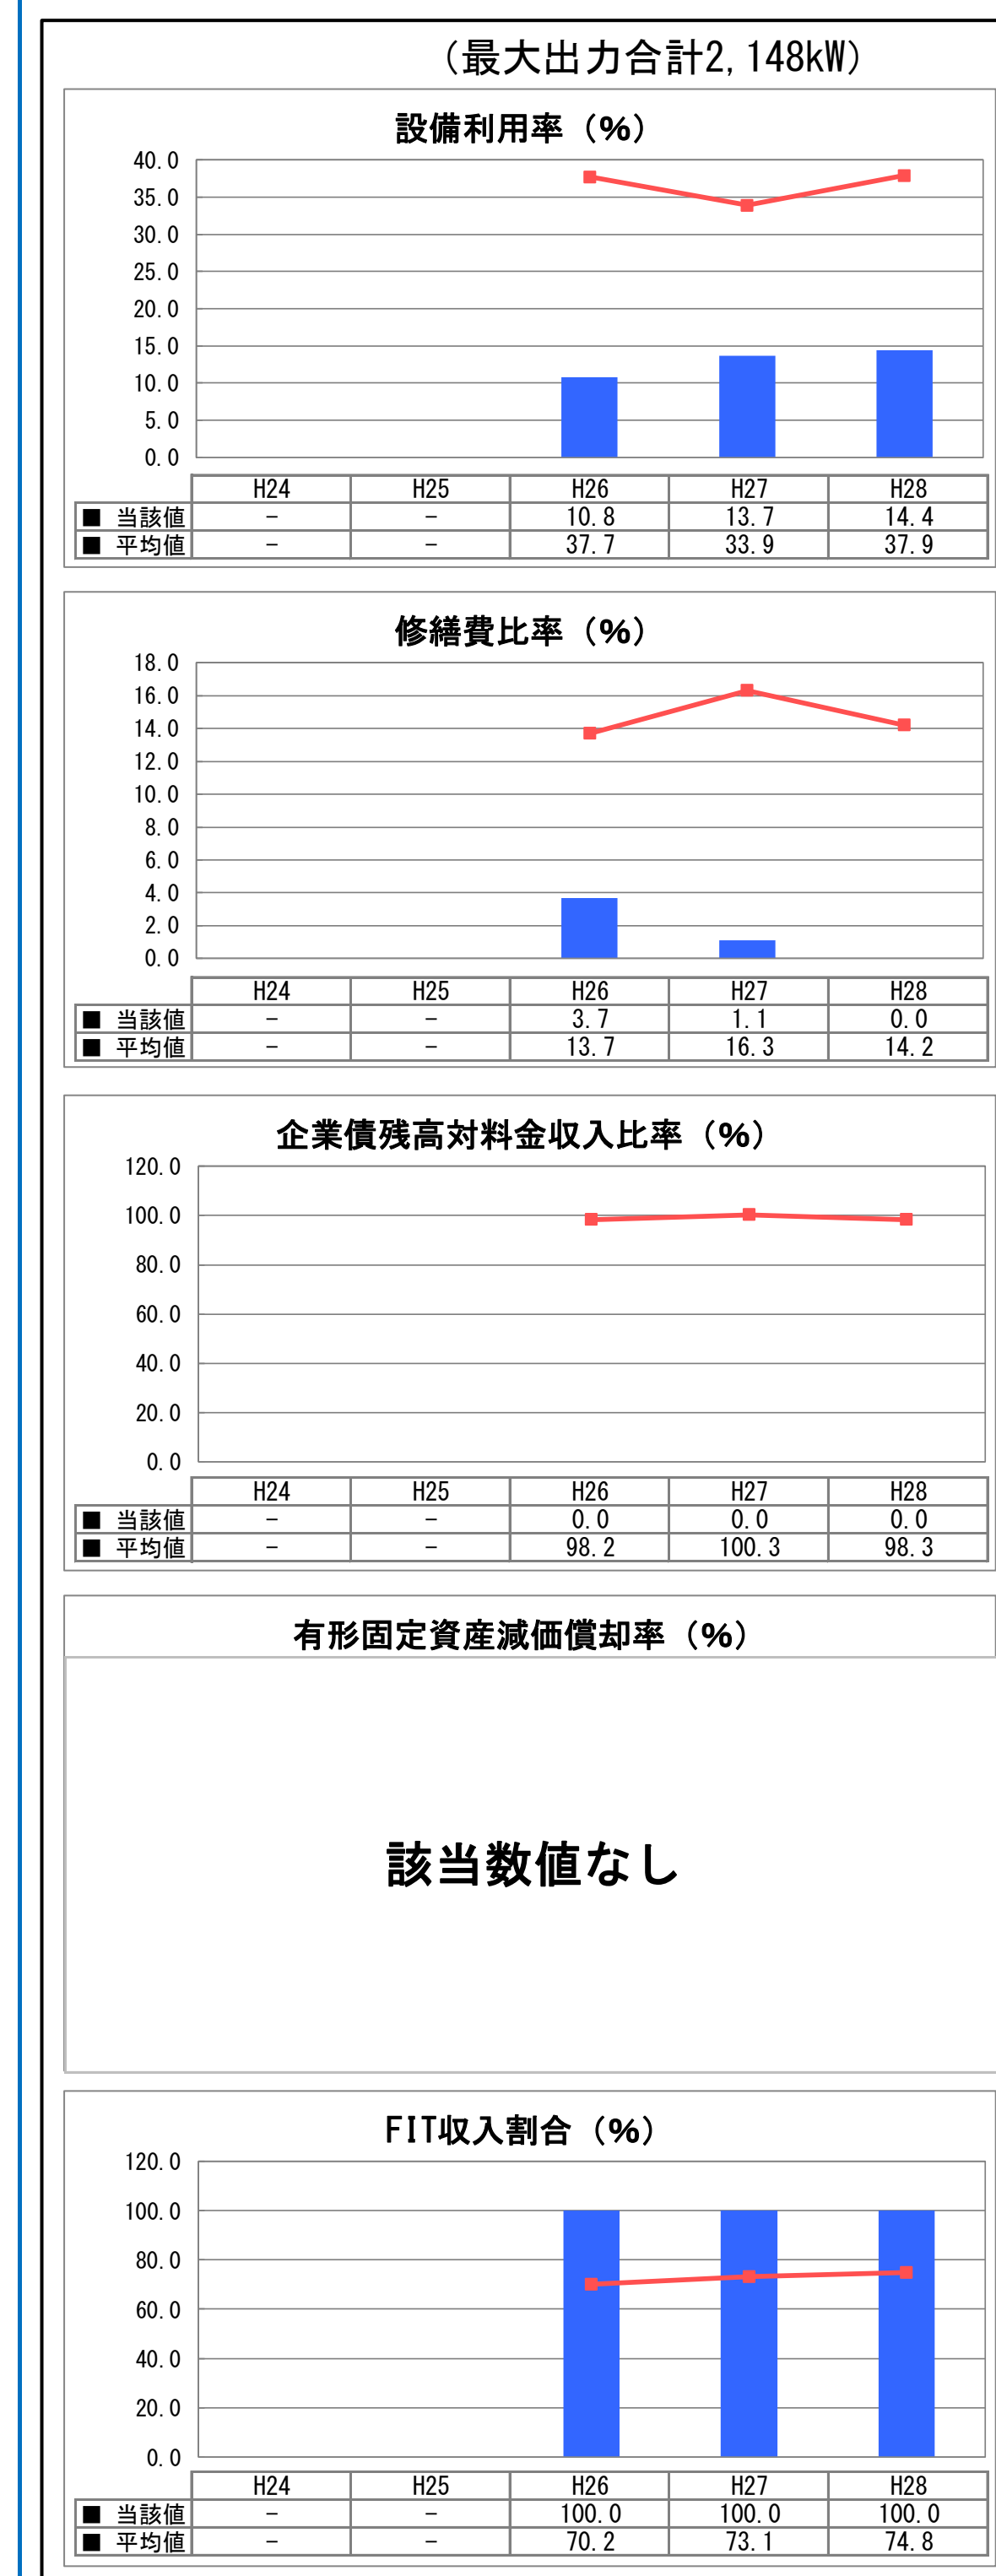 （最大出力合計2,148kW）
設備利用率（%）
40.0
35.0
30.0
25.0
20.0
15.0
10.0
5.0
0.0
H24 H25 H26 H27 H28
■ 当該値 － － 10.8 13.7 14.4
■ 平均値 － － 37.7 33.9 37.9
修繕費比率（%）
18.0
16.0
14.0
12.0
10.0
8.0
6.0
4.0
2.0
0.0
H24 H25 H26 H27 H28
■ 当該値 － － 3.7 1.1 0.0
■ 平均値 － － 13.7 16.3 14.2
企業債残高対料金収入比率（%）
120.0
100.0
80.0
60.0
40.0
20.0
0.0
H24 H25 H26 H27 H28
■ 当該値 － － 0.0 0.0 0.0
■ 平均値 － － 98.2 100.3 98.3
有形固定資産減価償却率（%）
該当数値なし
FIT収入割合（%）
120.0
100.0
80.0
60.0
40.0
20.0
0.0
H24 H25 H26 H27 H28
■ 当該値 － － 100.0 100.0 100.0
■ 平均値 － － 70.2 73.1 74.8